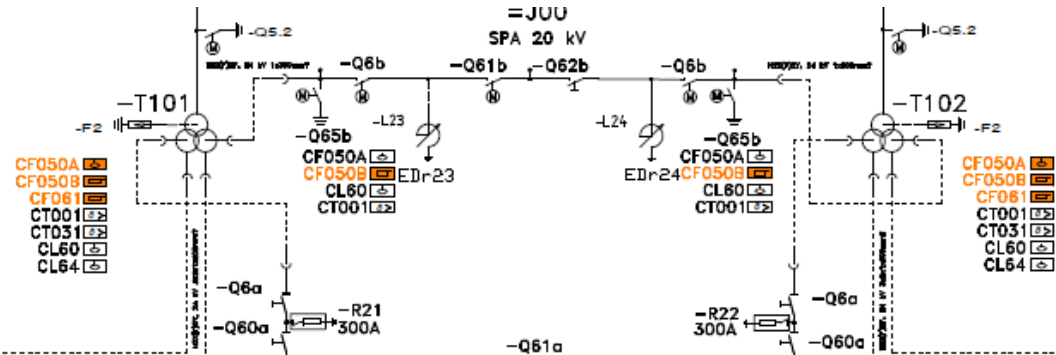 =J00
SPA 20 kV
-Q5.2
-Q5.2
-Q6b
-Q61b
-Q62b
-Q6b
-T101
-T102
-F2
-F2
-Q65b
-L23
-L24
-Q65b
CF050A
CF050B
CF061
CT001
CT031
CL60
CL64
CF050A
CF050B
CL60
CT001
EDr23
EDr24
CF050A
CF050B
CL60
CT001
CF050A
CF050B
CF061
CT001
CT031
CL60
CL64
-Q6a
-Q60a
-R21
300A
-Q61a
-R22
300A
-Q6a
-Q60a
M
M
M
M
M
M
M